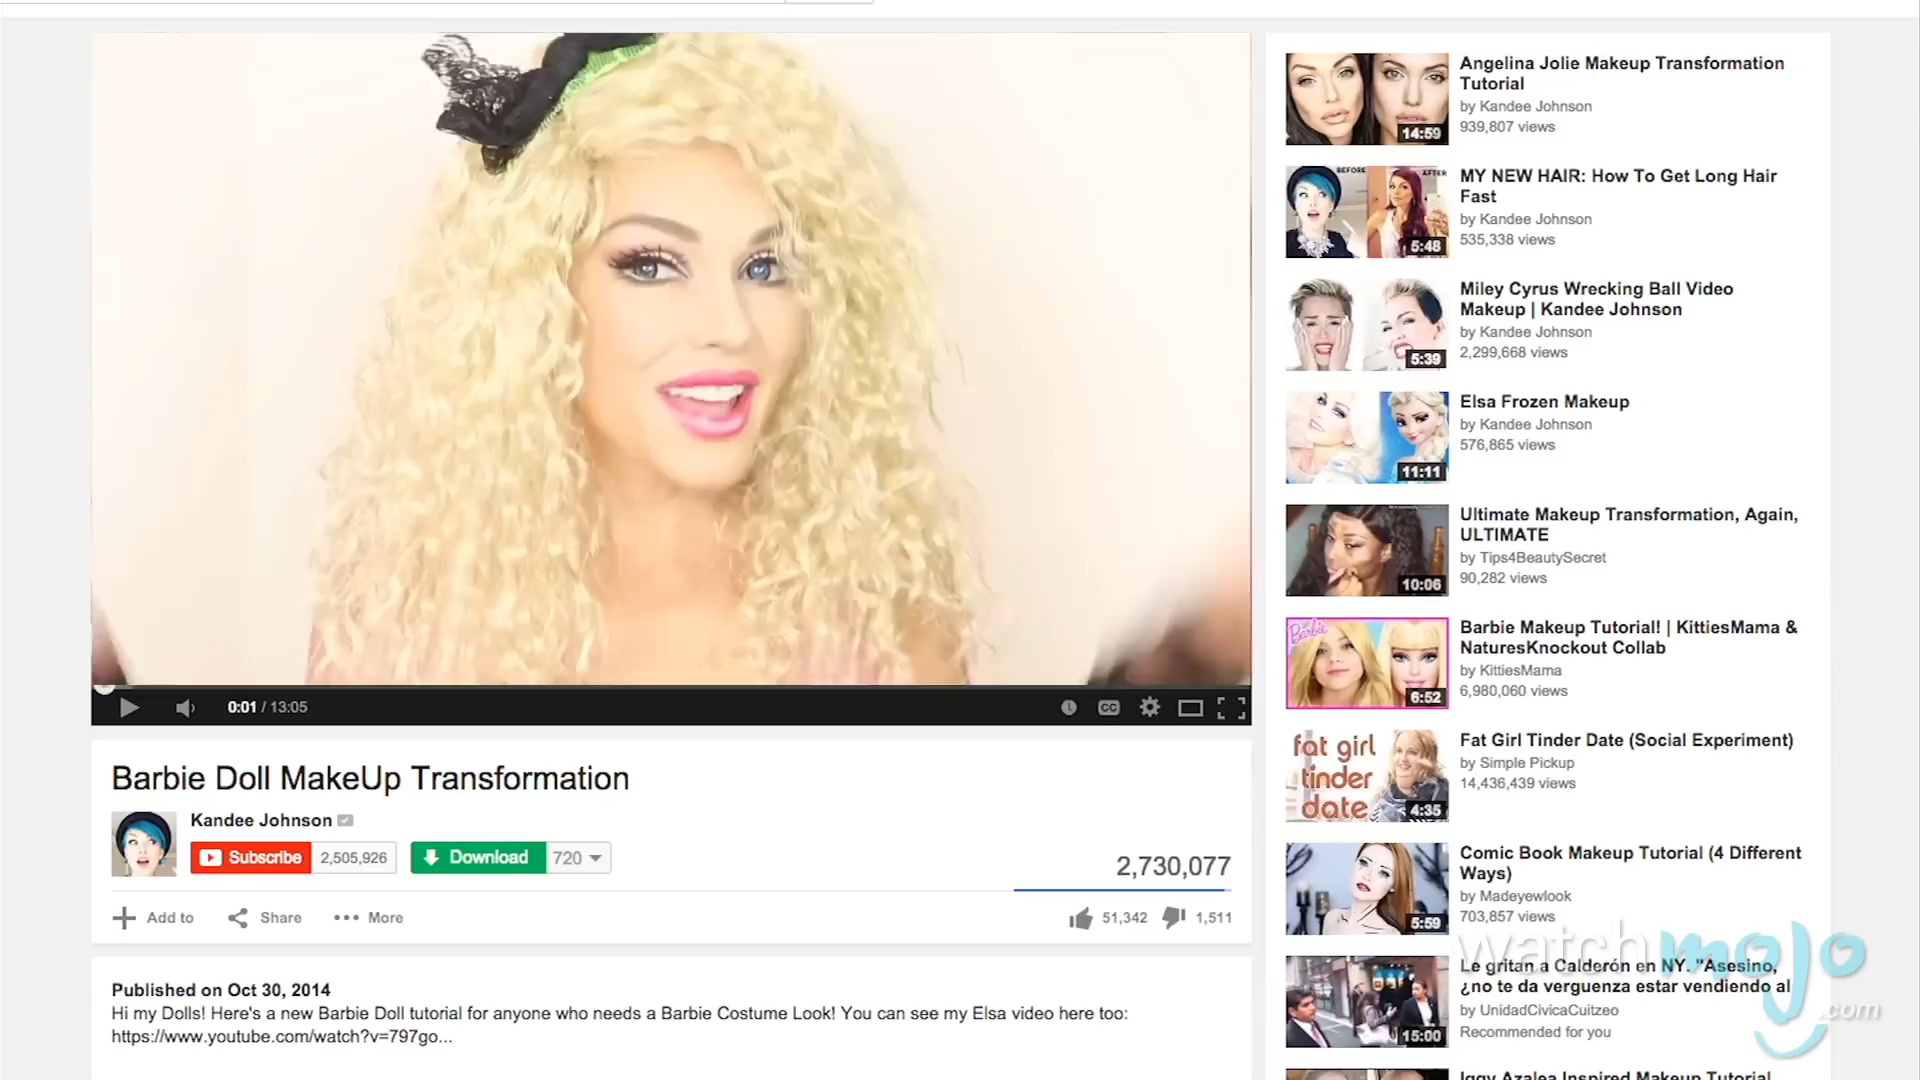 0:01 / 13:05
CC
Barbie Doll MakeUp Transformation
Kandee Johnson
Subscribe 2,505,926
Download 720
2,730,077
Add to
Share
More
51,342
1,511
Published on Oct 30, 2014
Hi my Dolls! Here's a new Barbie Doll tutorial for anyone who needs a Barbie Costume Look! You can see my Elsa video here too:
https://www.youtube.com/watch?v=797go...
14:59
Angelina Jolie Makeup Transformation
Tutorial
by Kandee Johnson
939,807 views
BEFORE
AFTER
5:48
MY NEW HAIR: How To Get Long Hair
Fast
by Kandee Johnson
535,338 views
5:39
Miley Cyrus Wrecking Ball Video
Makeup | Kandee Johnson
by Kandee Johnson
2,299,668 views
11:11
Elsa Frozen Makeup
by Kandee Johnson
576,865 views
10:06
Ultimate Makeup Transformation, Again,
ULTIMATE
by Tips4BeautySecret
90,282 views
Barbie
6:52
Barbie Makeup Tutorial! | KittiesMama &
NaturesKnockout Collab
by KittiesMama
6,980,060 views
fat girl
tinder
date
4:35
Fat Girl Tinder Date (Social Experiment)
by Simple Pickup
14,436,439 views
5:59
Comic Book Makeup Tutorial (4 Different
Ways)
by Madeyewlook
703,857 views
15:00
Le gritan a Calderón en NY. "Asesino,
¿no te da verguenza estar vendiendo al
by UnidadCivicaCuitzeo
Recommended for you
Iggy Azalea Inspired Makeup Tutorial
watchmojo
.com